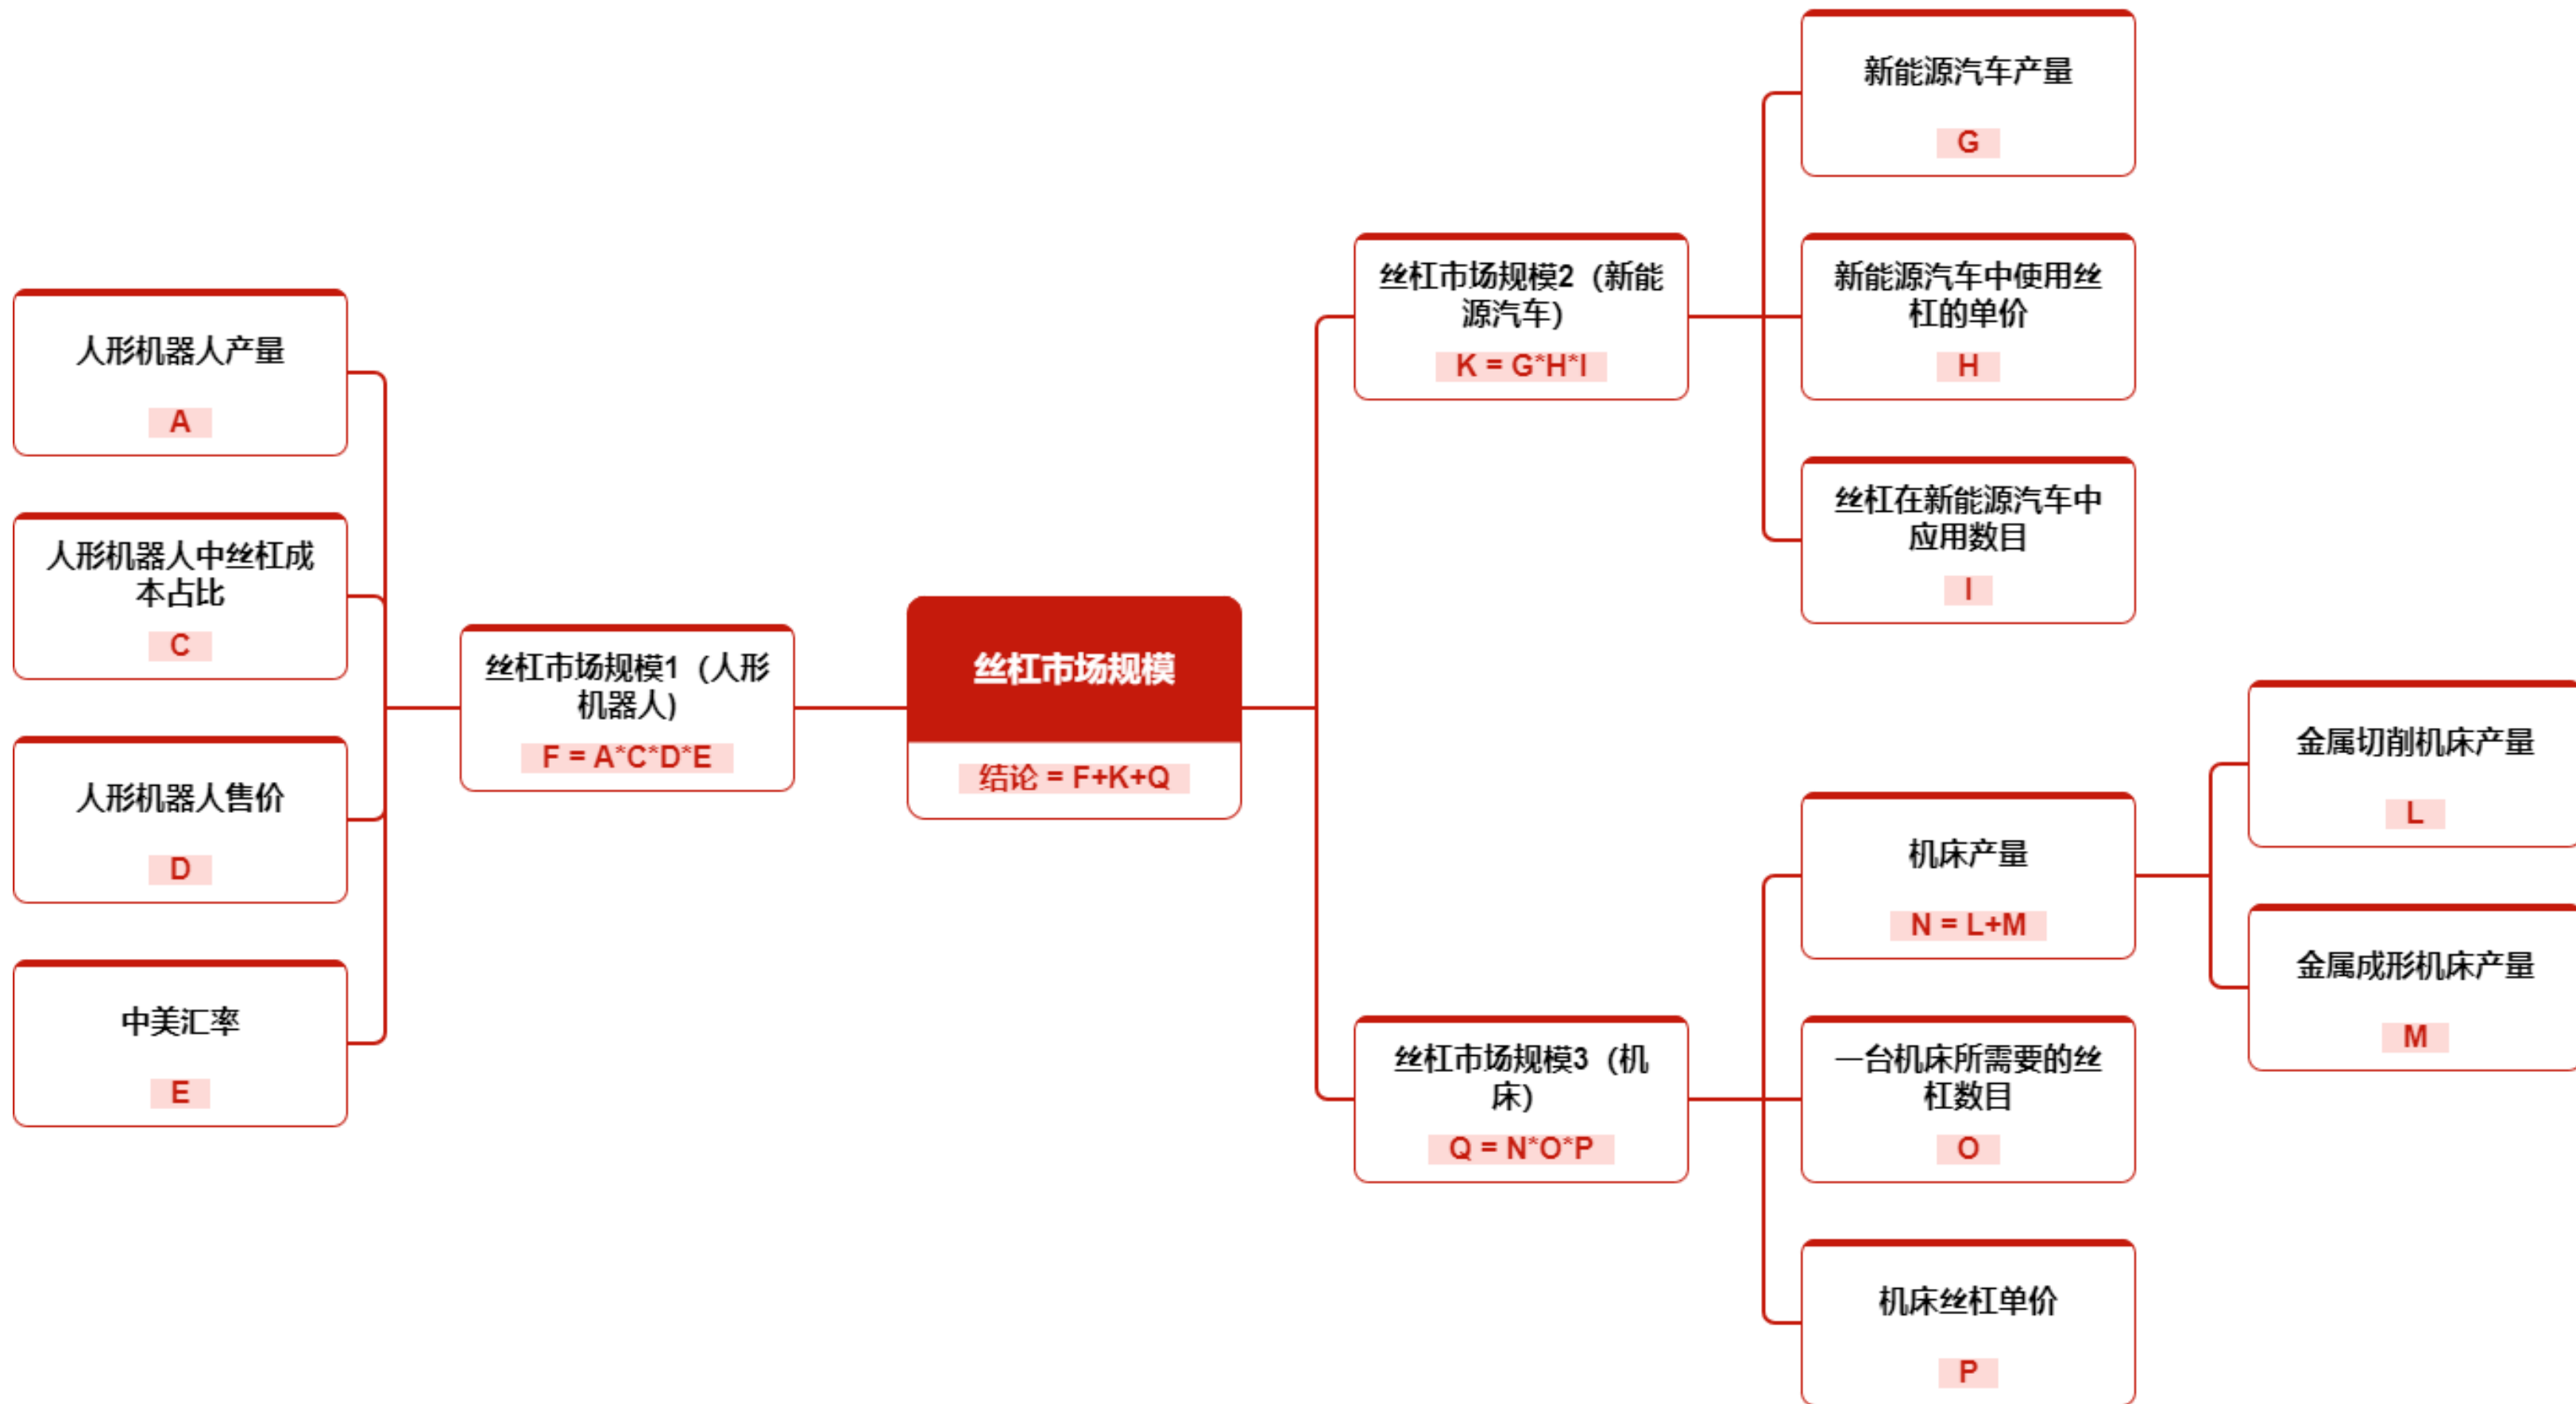 人形机器人产量
A
人形机器人中丝杠成
本占比
C
人形机器人售价
D
中美汇率
E
丝杠市场规模1（人形
机器人）
F = A*C*D*E
丝杠市场规模
结论 = F+K+Q
丝杠市场规模2（新能
源汽车）
K = G*H*I
新能源汽车产量
G
新能源汽车中使用丝
杠的单价
H
丝杠在新能源汽车中
应用数目
I
丝杠市场规模3（机
床）
Q = N*O*P
机床产量
N = L+M
金属切削机床产量
L
金属成形机床产量
M
一台机床所需要的丝
杠数目
O
机床丝杠单价
P